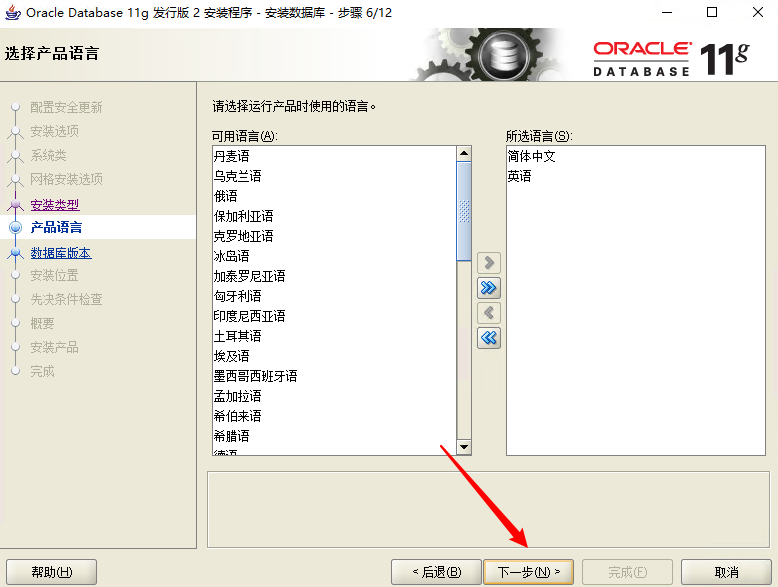 Oracle Database 11g 发行版 2 安装程序 - 安装数据库 - 步骤 6/12
选择产品语言
ORACLE 11g
DATABASE
配置安全更新
安装选项
系统类
网格安装选项
安装类型
产品语言
数据库版本
安装位置
先决条件检查
概要
安装产品
完成
请选择运行产品时使用的语言。
可用语言(A):
丹麦语
乌克兰语
俄语
保加利亚语
克罗地亚语
冰岛语
加泰罗尼亚语
匈牙利语
印度尼西亚语
土耳其语
埃及语
墨西哥西班牙语
孟加拉语
希伯来语
希腊语
德语
所选语言(S):
简体中文
英语
帮助(H)
< 后退(B)
下一步(N) >
完成(F)
取消